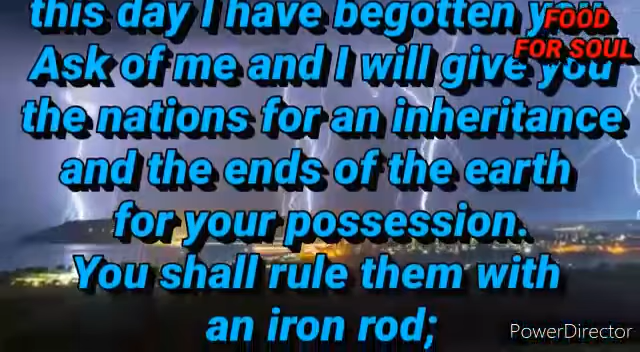 this day I have begotten
FOOD
FOR SOUL
Ask of me and I will give you
the nations for an inheritance
and the ends of the earth
for your possession.
You shall rule them with
an iron rod;
PowerDirector